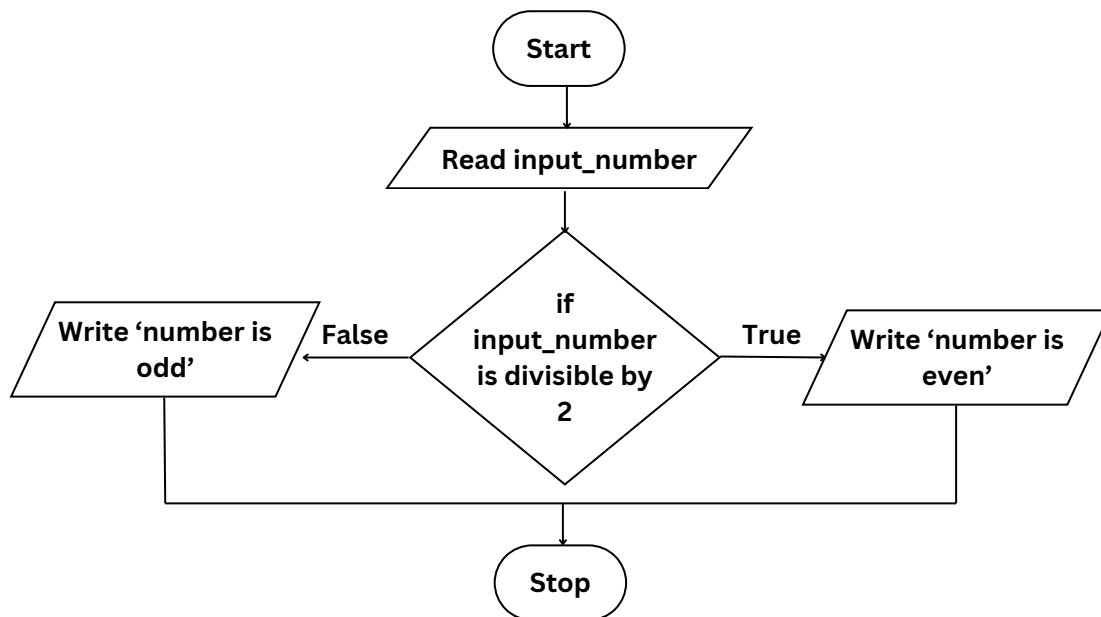 Start
Read input_number
if
input_number
is divisible by
2
False
True
Write ‘number is
odd’
Write ‘number is
even’
Stop